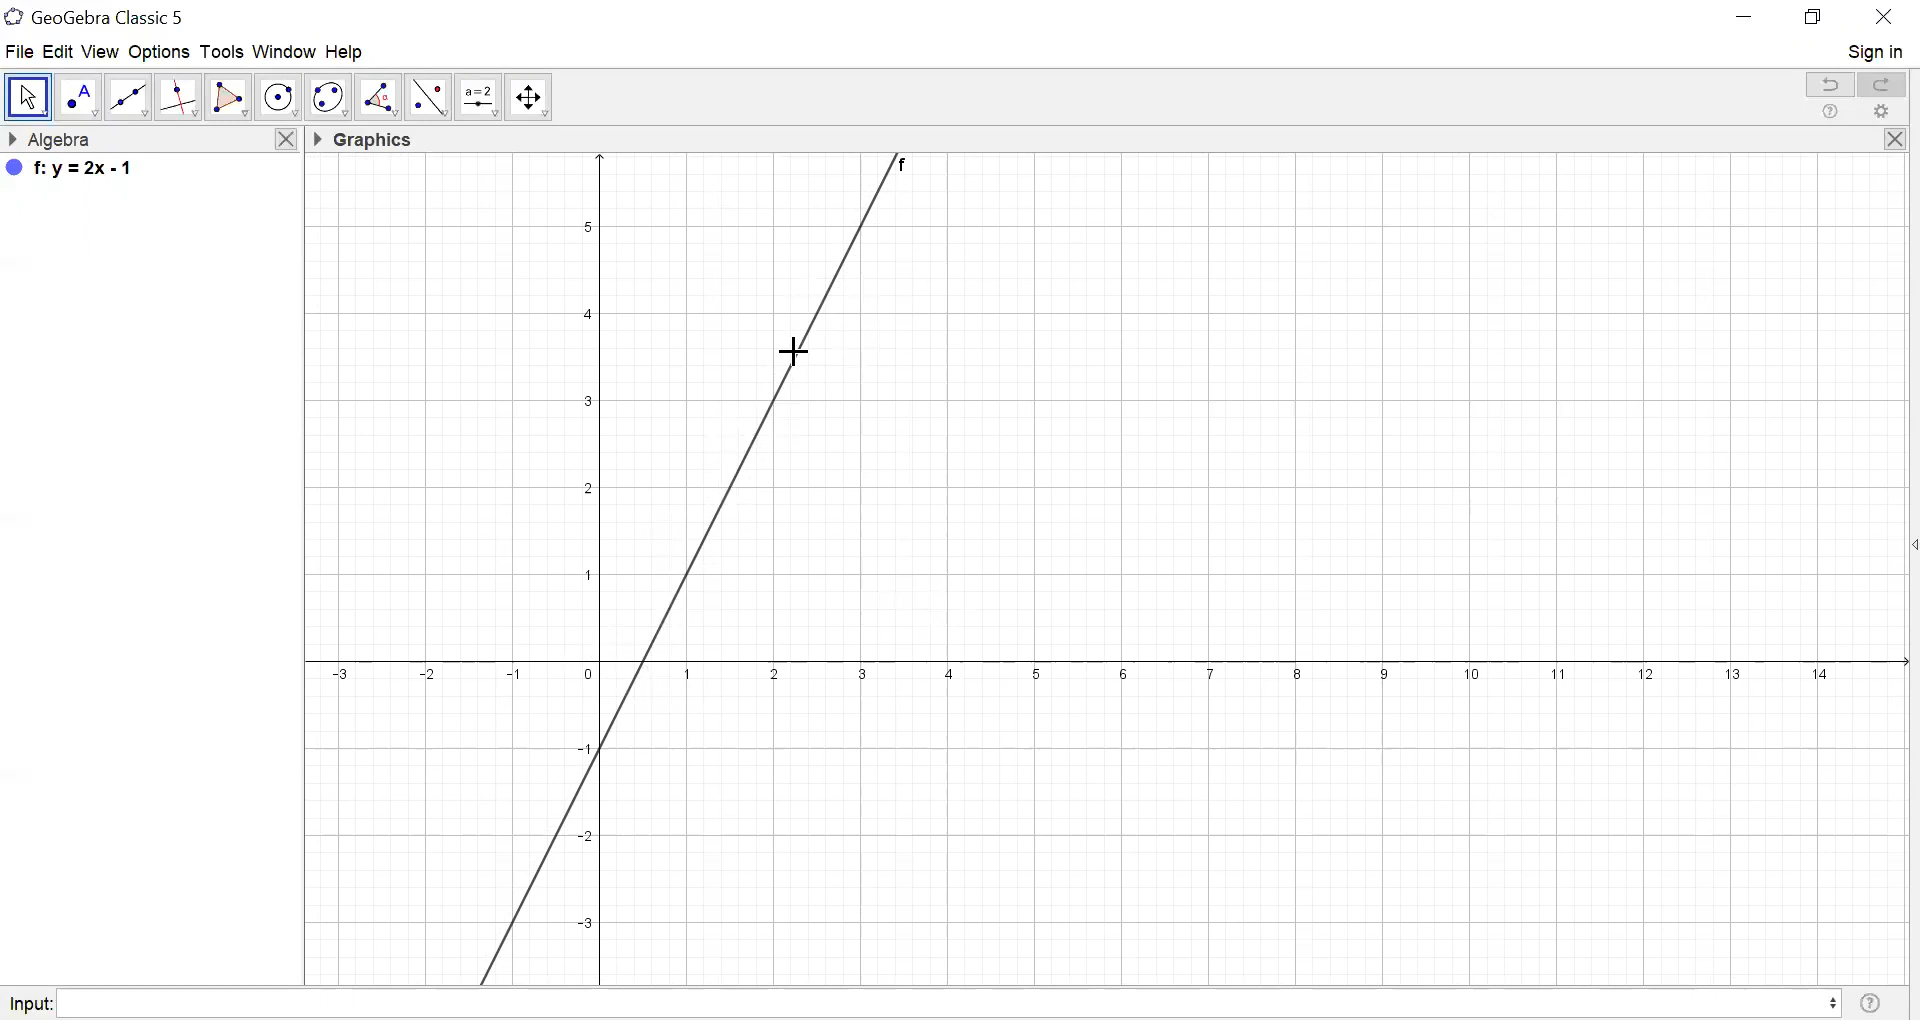 GeoGebra Classic 5
File Edit View Options Tools Window Help
Sign in
A
α
a=2
Algebra
Graphics
f: y = 2x - 1
f
5
4
3
2
1
-3 -2 -1 0 1 2 3 4 5 6 7 8 9 10 11 12 13 14
-1
-2
-3
Input: